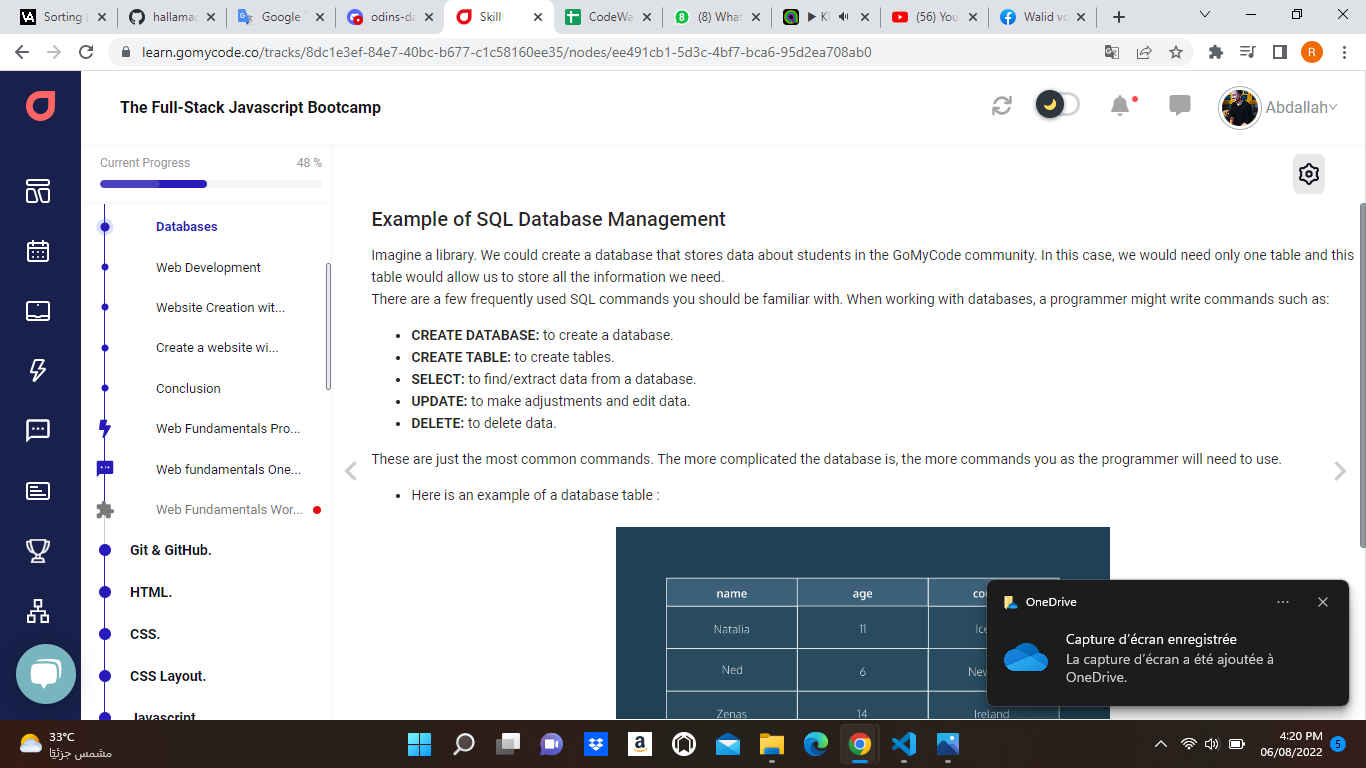 Sorting
hallamac
Google T
odins-da
Skill
CodeWa
(8) What
Kl
(56) You
Walid vo
learn.gomycode.co/tracks/8dc1e3ef-84e7-40bc-b677-c1c58160ee35/nodes/ee491cb1-5d3c-4bf7-bca6-95d2ea708ab0
R
The Full-Stack Javascript Bootcamp
Abdallah
Current Progress
48 %
Databases
Web Development
Website Creation wit...
Create a website wi...
Conclusion
Web Fundamentals Pro...
Web fundamentals One...
Web Fundamentals Wor...
Git & GitHub.
HTML.
CSS.
CSS Layout.
Javascript
Example of SQL Database Management
Imagine a library. We could create a database that stores data about students in the GoMyCode community. In this case, we would need only one table and this
table would allow us to store all the information we need.
There are a few frequently used SQL commands you should be familiar with. When working with databases, a programmer might write commands such as:
• CREATE DATABASE: to create a database.
• CREATE TABLE: to create tables.
• SELECT: to find/extract data from a database.
• UPDATE: to make adjustments and edit data.
• DELETE: to delete data.
These are just the most common commands. The more complicated the database is, the more commands you as the programmer will need to use.
• Here is an example of a database table :
name age cou
Natalia 11 Ice
Ned 6 New
Zenas 14 Ireland
OneDrive
Capture d'écran enregistrée
La capture d'écran a été ajoutée à
OneDrive.
33°C
مشمس جزئيًا
4:20 PM
06/08/2022
5